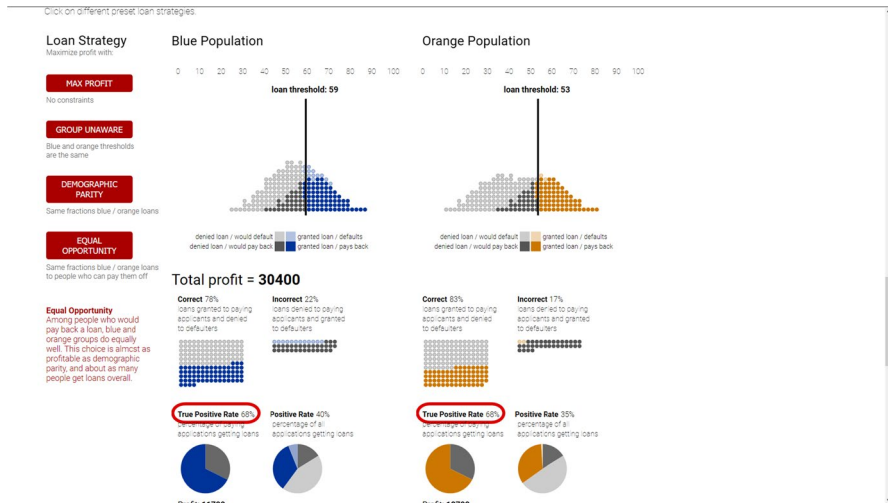 Click on different preset loan strategies.
Loan Strategy
Maximize profit with:
MAX PROFIT
No constraints
GROUP UNAWARE
Blue and orange thresholds
are the same
DEMOGRAPHIC
PARITY
Same fractions blue / orange loans
EQUAL
OPPORTUNITY
Same fractions blue / orange loans
to people who can pay them off
Equal Opportunity
Among people who would
pay back a loan, blue and
orange groups do equally
well. This choice is almost as
profitable as demographic
parity, and about as many
people get loans overall.
Blue Population
0 10 20 30 40 50 60 70 80 90 100
loan threshold: 59
denied loan / would default
granted loan / defaults
denied loan / would pay back
granted loan / pays back
Orange Population
0 10 20 30 40 50 60 70 80 90 100
loan threshold: 53
denied loan / would default
granted loan / defaults
denied loan / would pay back
granted loan / pays back
Total profit = 30400
Correct 78%
loans granted to paying
applicants and denied
to defaulters
Incorrect 22%
loans denied to paying
applicants and granted
to defaulters
Correct 83%
loans granted to paying
applicants and denied
to defaulters
Incorrect 17%
loans denied to paying
applicants and granted
to defaulters
True Positive Rate 68%
percentage of paying
applications getting loans
Positive Rate 40%
percentage of all
applications getting loans
True Positive Rate 68%
percentage of paying
applications getting loans
Positive Rate 35%
percentage of all
applications getting loans